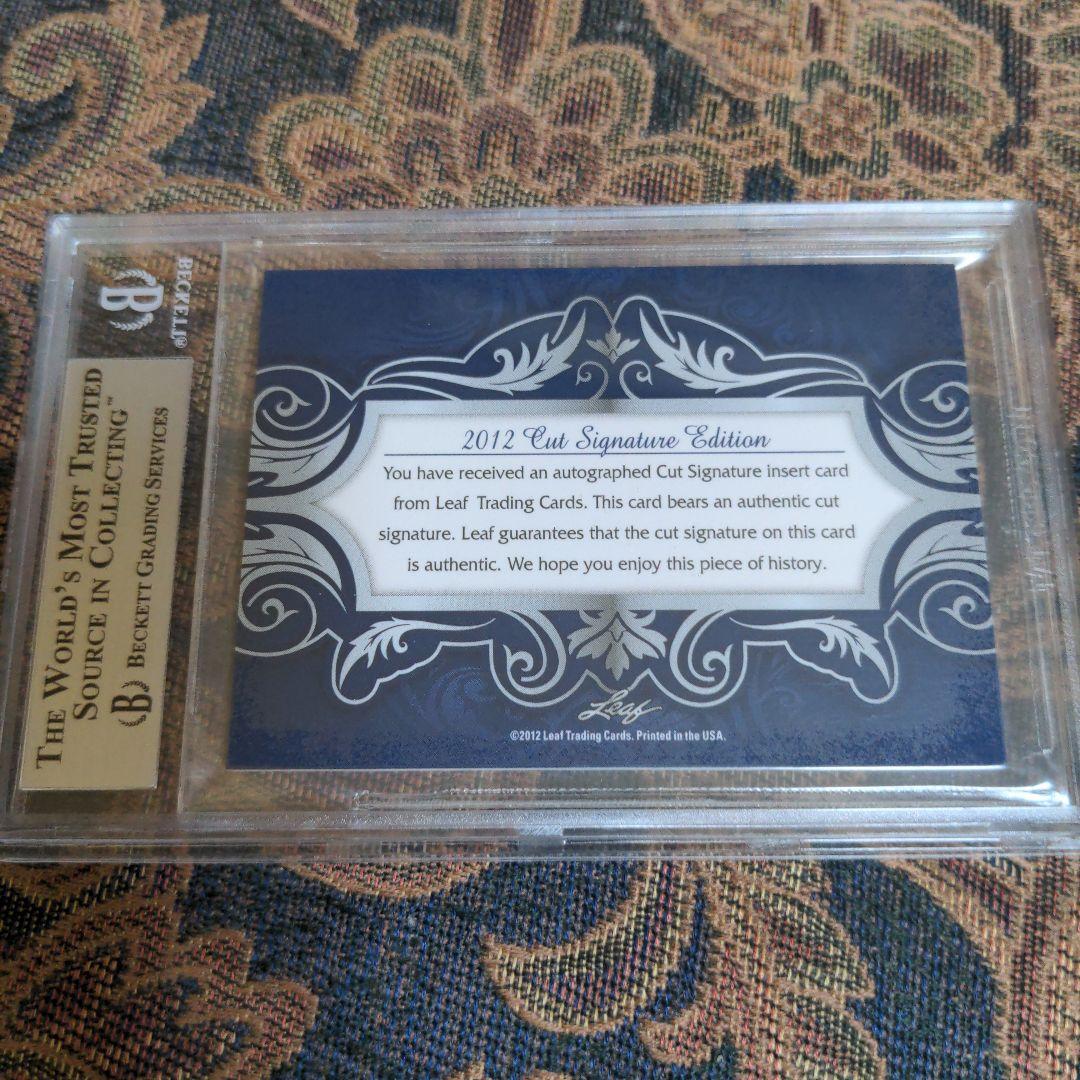 BECKETT®
B
THE WORLD'S MOST TRUSTED
SOURCE IN COLLECTING™
B BECKETT GRADING SERVICES
2012 Cut Signature Edition
You have received an autographed Cut Signature insert card
from Leaf Trading Cards. This card bears an authentic cut
signature. Leaf guarantees that the cut signature on this card
is authentic. We hope you enjoy this piece of history.
Leaf
©2012 Leaf Trading Cards. Printed in the USA.